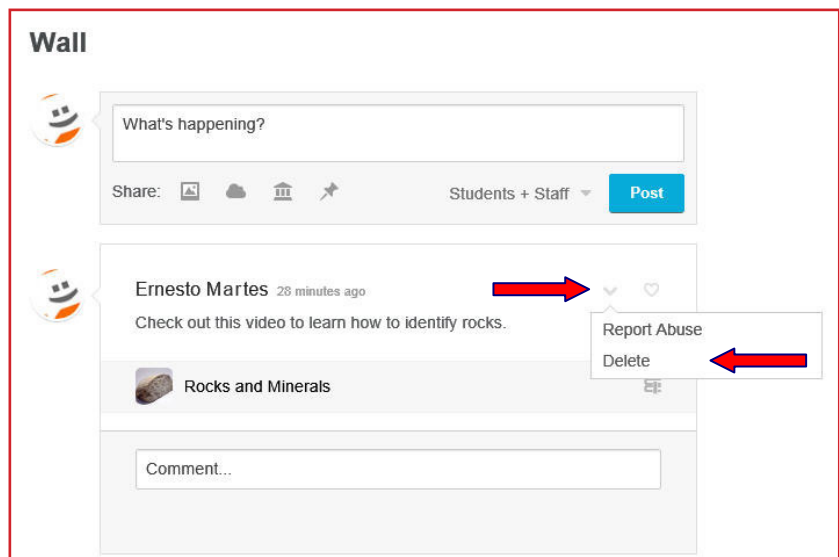 Wall
What's happening?
Share:
Students + Staff
Post
Ernesto Martes 28 minutes ago
Check out this video to learn how to identify rocks.
Report Abuse
Delete
Rocks and Minerals
Comment...